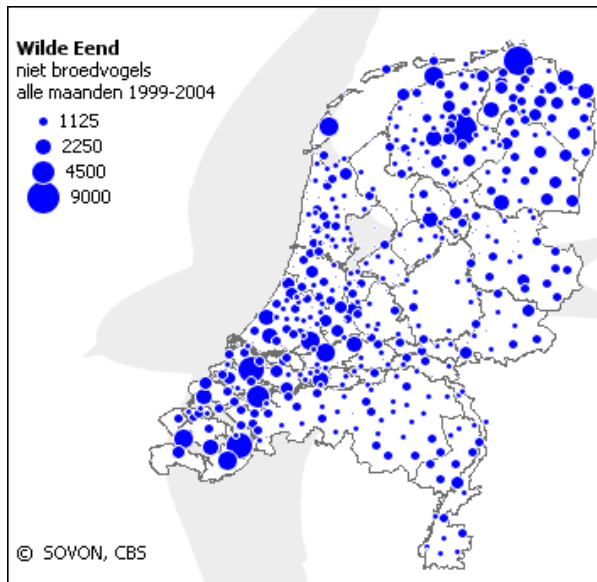 Wilde Eend
niet broedvogels
alle maanden 1999-2004
1125
2250
4500
9000
© SOVON, CBS